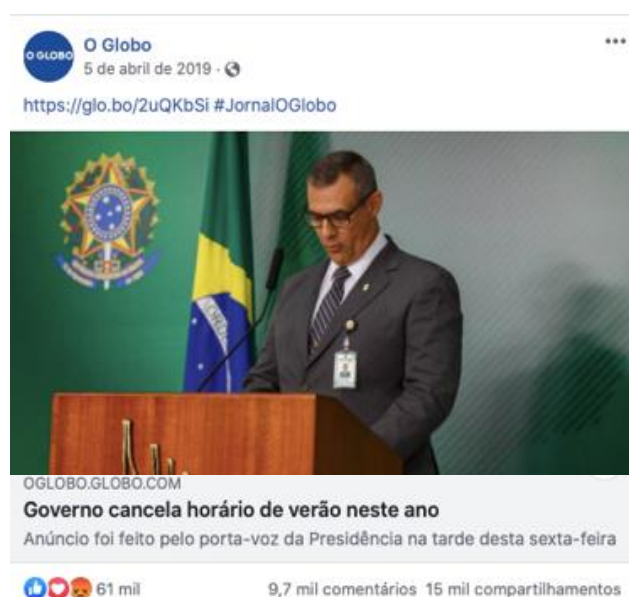 O GLOBO
O Globo
5 de abril de 2019
https://glo.bo/2uQKbSi #JornalOGlobo
OGLOBO.GLOBO.COM
Governo cancela horário de verão neste ano
Anúncio foi feito pelo porta-voz da Presidência na tarde desta sexta-feira
61 mil 9,7 mil comentários 15 mil compartilhamentos